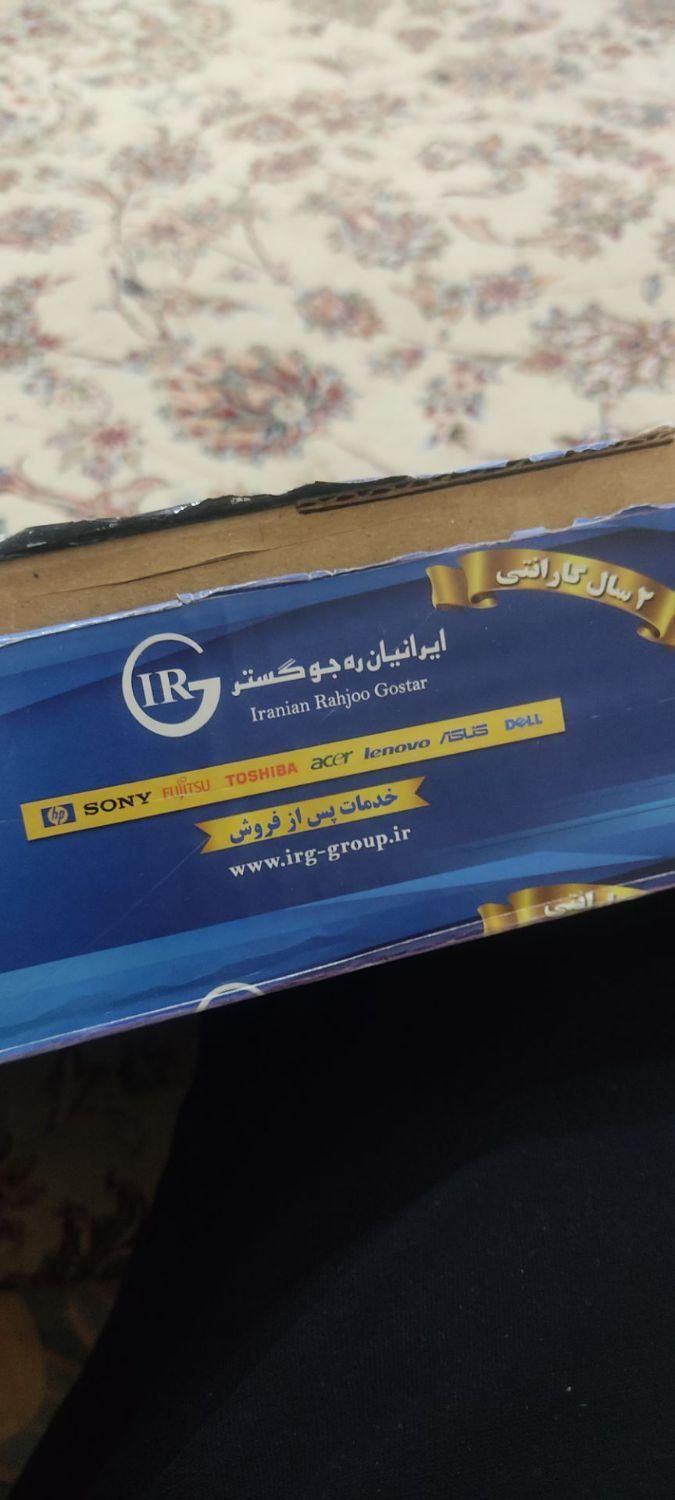 ۲ سال گارانتی
IRG
ایرانیان ره جو گستر
Iranian Rahjoo Gostar
hp SONY FUJITSU TOSHIBA acer lenovo ASUS DELL
خدمات پس از فروش
www.irg-group.ir